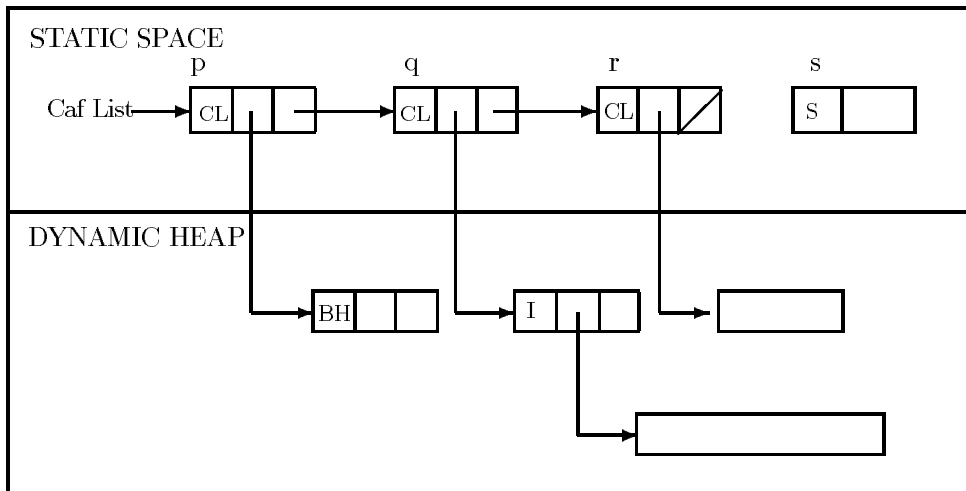 STATIC SPACE
p q r s
Caf List CL CL CL S
DYNAMIC HEAP
BH I